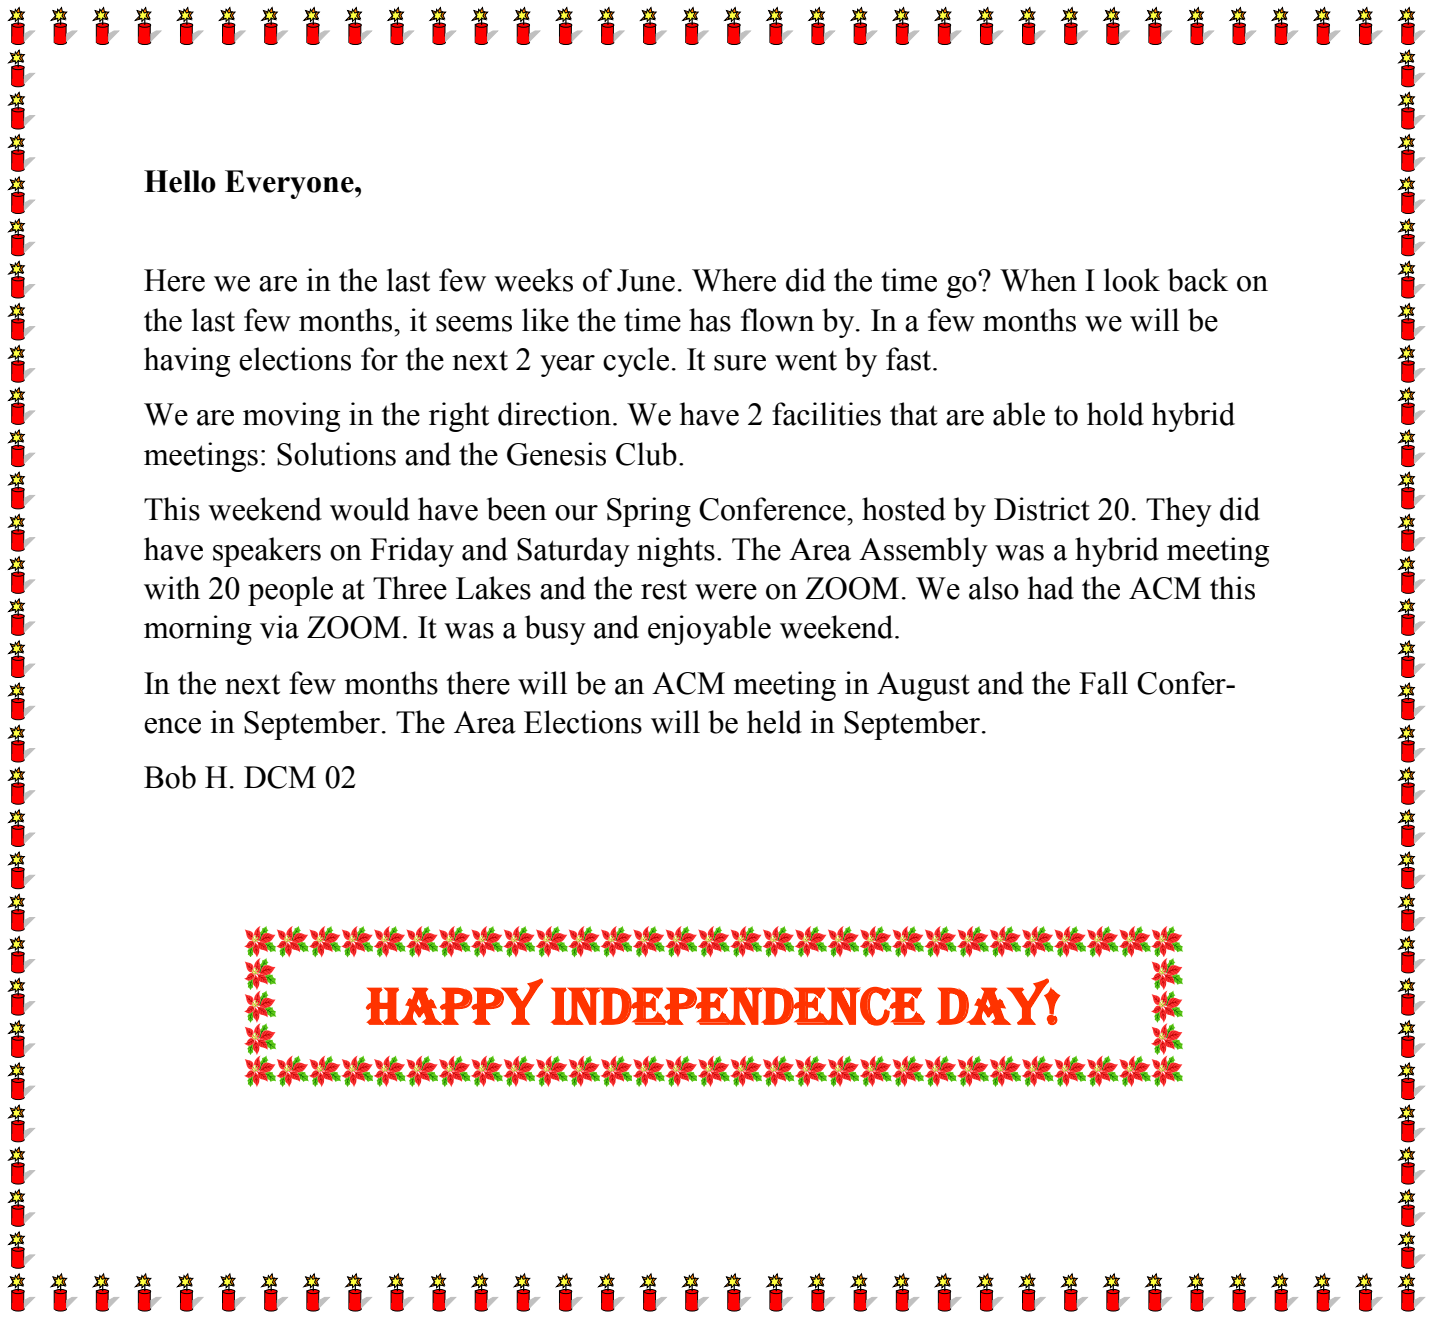 Hello Everyone,
Here we are in the last few weeks of June. Where did the time go? When I look back on
the last few months, it seems like the time has flown by. In a few months we will be
having elections for the next 2 year cycle. It sure went by fast.
We are moving in the right direction. We have 2 facilities that are able to hold hybrid
meetings: Solutions and the Genesis Club.
This weekend would have been our Spring Conference, hosted by District 20. They did
have speakers on Friday and Saturday nights. The Area Assembly was a hybrid meeting
with 20 people at Three Lakes and the rest were on ZOOM. We also had the ACM this
morning via ZOOM. It was a busy and enjoyable weekend.
In the next few months there will be an ACM meeting in August and the Fall Confer-
ence in September. The Area Elections will be held in September.
Bob H. DCM 02
HAPPY INDEPENDENCE DAY!